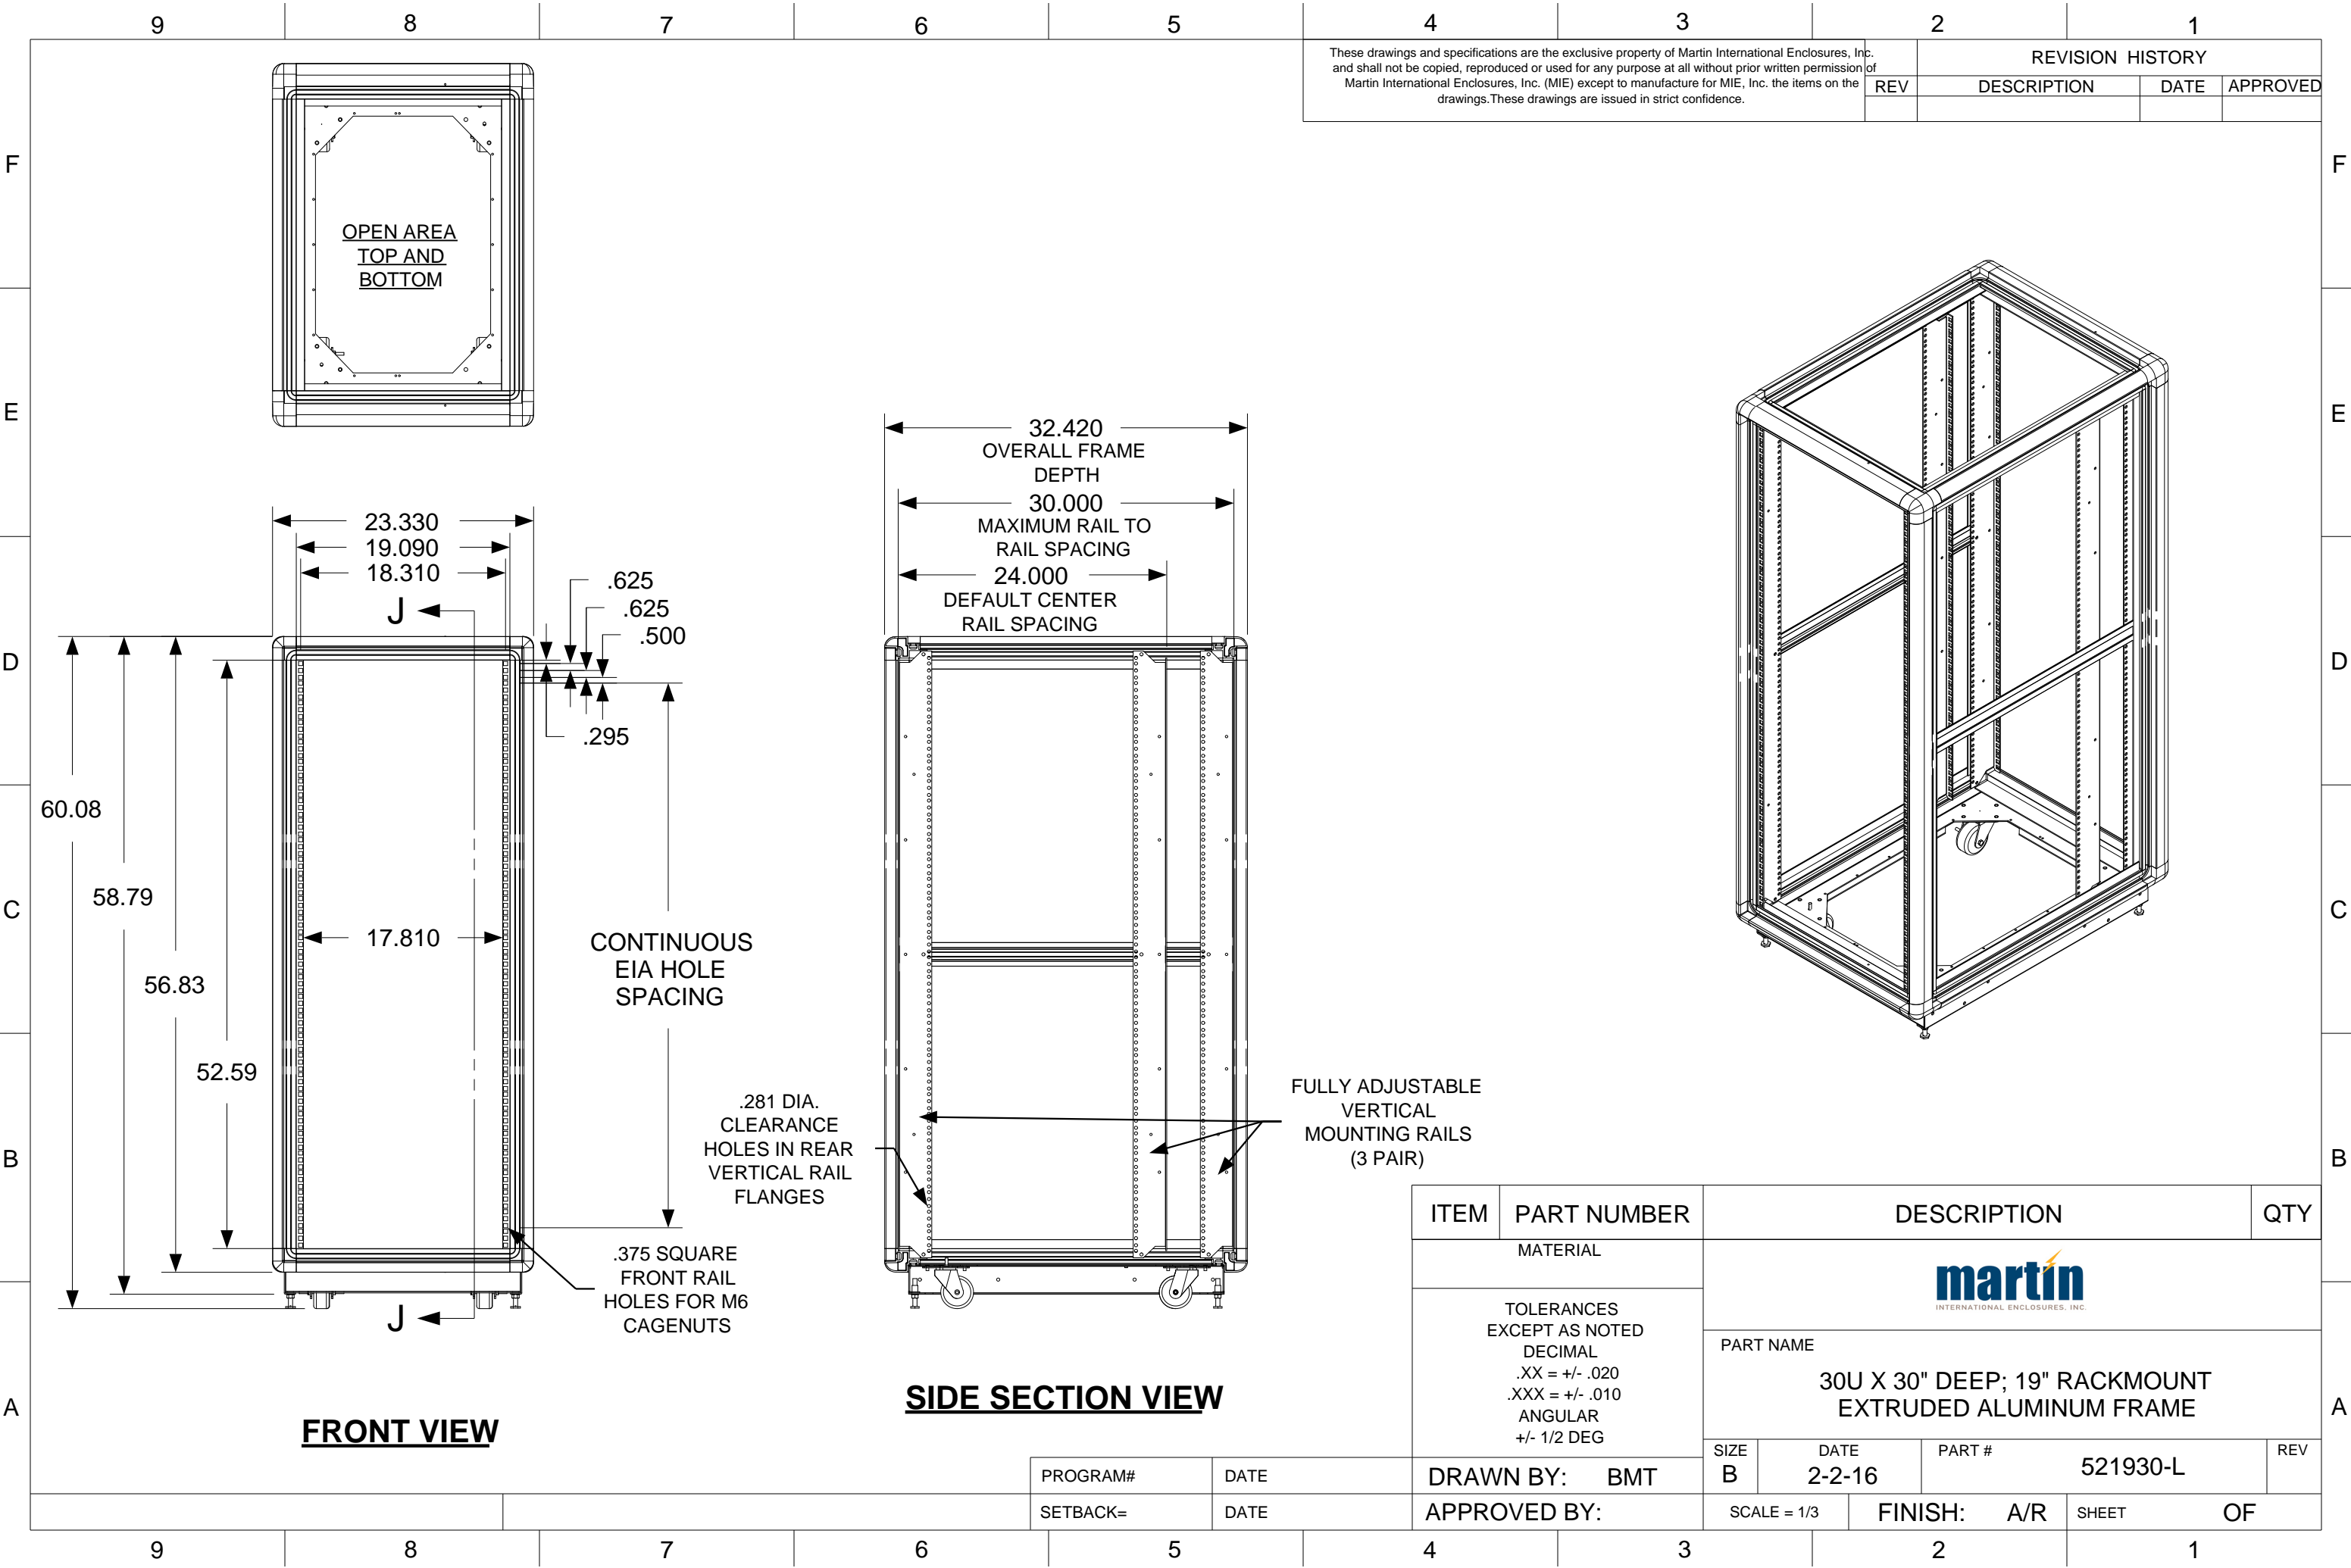 9 8 7 6 5 4 3 2 1
These drawings and specifications are the exclusive property of Martin International Enclosures, Inc.
and shall not be copied, reproduced or used for any purpose at all without prior written permission of
Martin International Enclosures, Inc. (MIE) except to manufacture for MIE, Inc. the items on the
drawings.These drawings are issued in strict confidence.
REVISION HISTORY
REV DESCRIPTION DATE APPROVED
F F
OPEN AREA
TOP AND
BOTTOM
E E
32.420
OVERALL FRAME
DEPTH
30.000
MAXIMUM RAIL TO
RAIL SPACING
24.000
DEFAULT CENTER
RAIL SPACING
23.330
19.090
18.310
J
.625
.625
.500
.295
D D
60.08
58.79
56.83
52.59
17.810
CONTINUOUS
EIA HOLE
SPACING
C C
.281 DIA.
CLEARANCE
HOLES IN REAR
VERTICAL RAIL
FLANGES
FULLY ADJUSTABLE
VERTICAL
MOUNTING RAILS
(3 PAIR)
B B
.375 SQUARE
FRONT RAIL
HOLES FOR M6
CAGENUTS
J
FRONT VIEW
SIDE SECTION VIEW
A A
ITEM PART NUMBER DESCRIPTION QTY
MATERIAL
martin
INTERNATIONAL ENCLOSURES, INC.
TOLERANCES
EXCEPT AS NOTED
DECIMAL
.XX = +/- .020
.XXX = +/- .010
ANGULAR
+/- 1/2 DEG
PART NAME
30U X 30" DEEP; 19" RACKMOUNT
EXTRUDED ALUMINUM FRAME
SIZE DATE PART # REV
B 2-2-16 521930-L
PROGRAM# DATE DRAWN BY: BMT
SETBACK= DATE APPROVED BY: SCALE = 1/3 FINISH: A/R SHEET OF
9 8 7 6 5 4 3 2 1